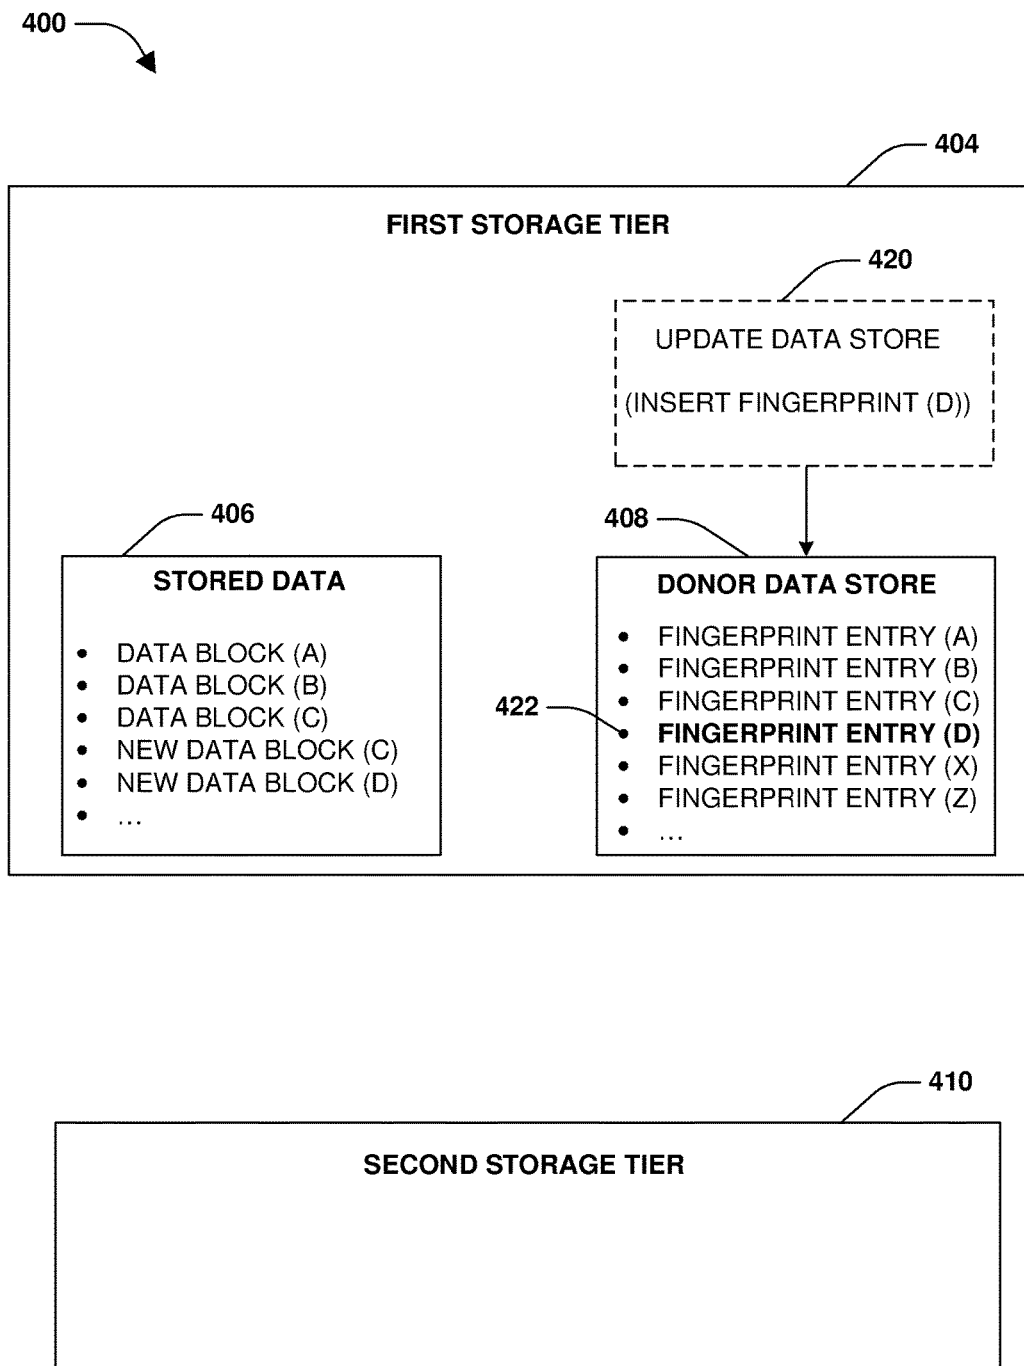 400
404
FIRST STORAGE TIER
420
UPDATE DATA STORE
(INSERT FINGERPRINT (D))
406
STORED DATA
• DATA BLOCK (A)
• DATA BLOCK (B)
• DATA BLOCK (C)
• NEW DATA BLOCK (C)
• NEW DATA BLOCK (D)
• ...
408
DONOR DATA STORE
• FINGERPRINT ENTRY (A)
• FINGERPRINT ENTRY (B)
• FINGERPRINT ENTRY (C)
422
• FINGERPRINT ENTRY (D)
• FINGERPRINT ENTRY (X)
• FINGERPRINT ENTRY (Z)
• ...
410
SECOND STORAGE TIER